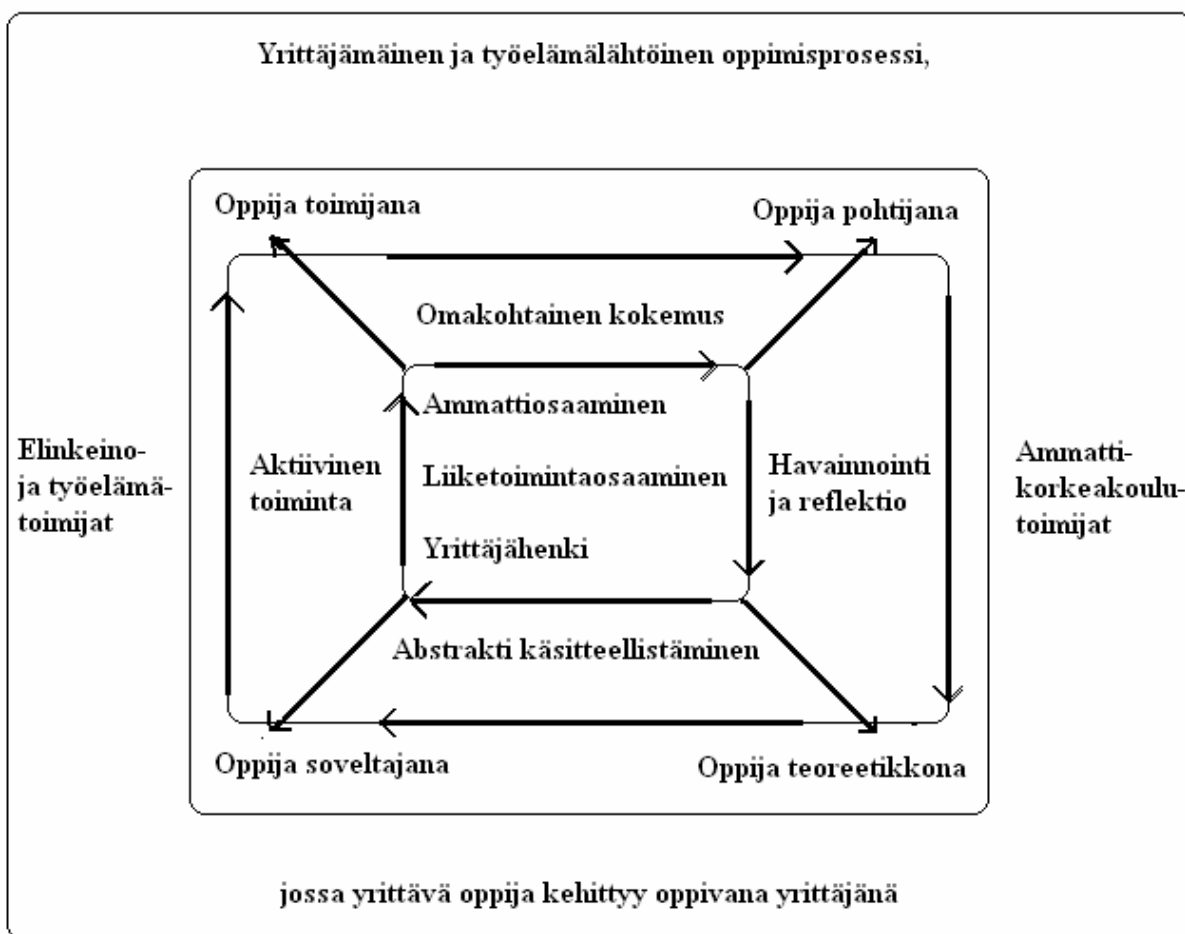 Yrittäjämäinen ja työelämälähtöinen oppimisprosessi,
Oppija toimijana
Oppija pohtijana
Omakohtainen kokemus
Ammattiosaaminen
Elinkeino-
ja työelämä-
toimijat
Aktiivinen
toiminta
Liiketoimintaosaaminen
Havainnointi
ja reflektio
Ammatti-
korkeakoulu-
toimijat
Yrittäjähenki
Abstrakti käsitteellistäminen
Oppija soveltajana
Oppija teoreetikkona
jossa yrittävä oppija kehittyy oppivana yrittäjänä